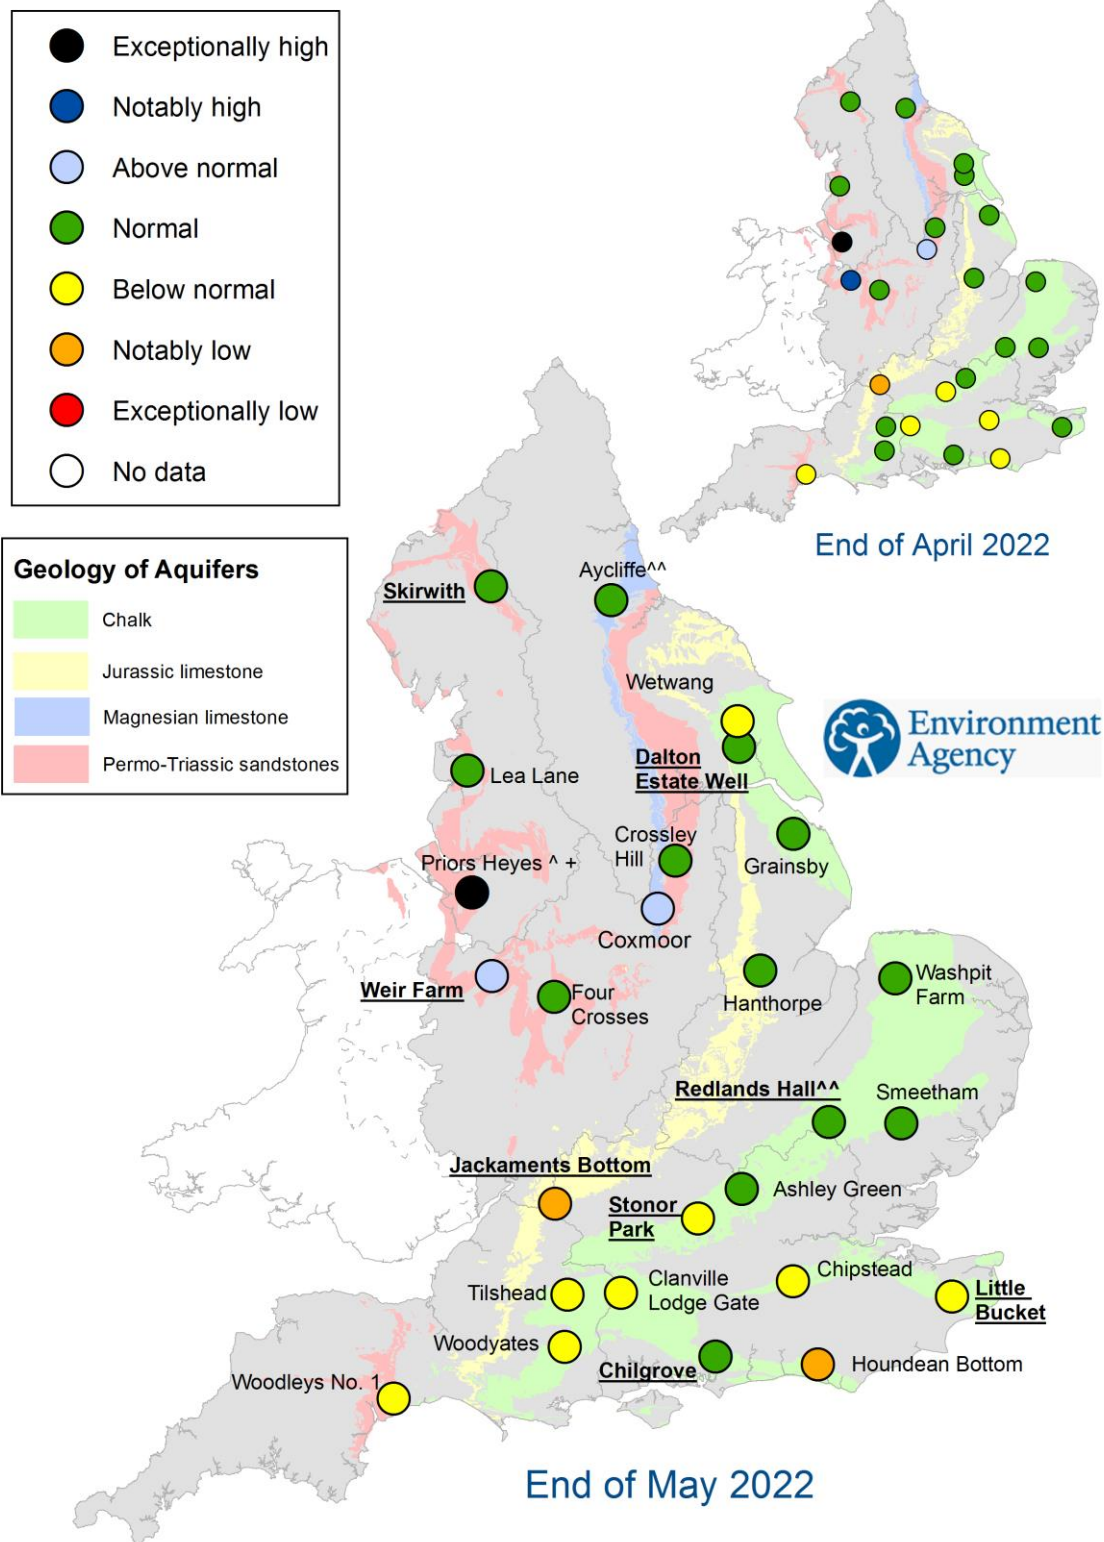 Exceptionally high
Notably high
Above normal
Normal
Below normal
Notably low
Exceptionally low
No data
End of April 2022
Geology of Aquifers
Chalk
Jurassic limestone
Magnesian limestone
Permo-Triassic sandstones
Environment
Agency
Skirwith
Aycliffe^^
Wetwang
Dalton
Estate Well
Lea Lane
Crossley
Hill
Grainsby
Priors Heyes ^ +
Coxmoor
Weir Farm
Four
Crosses
Hanthorpe
Washpit
Farm
Redlands Hall^^
Smeetham
Jackaments Bottom
Ashley Green
Stonor
Park
Tilshead
Clanville
Lodge Gate
Chipstead
Little
Bucket
Woodyates
Chilgrove
Houndean Bottom
Woodleys No. 1
End of May 2022